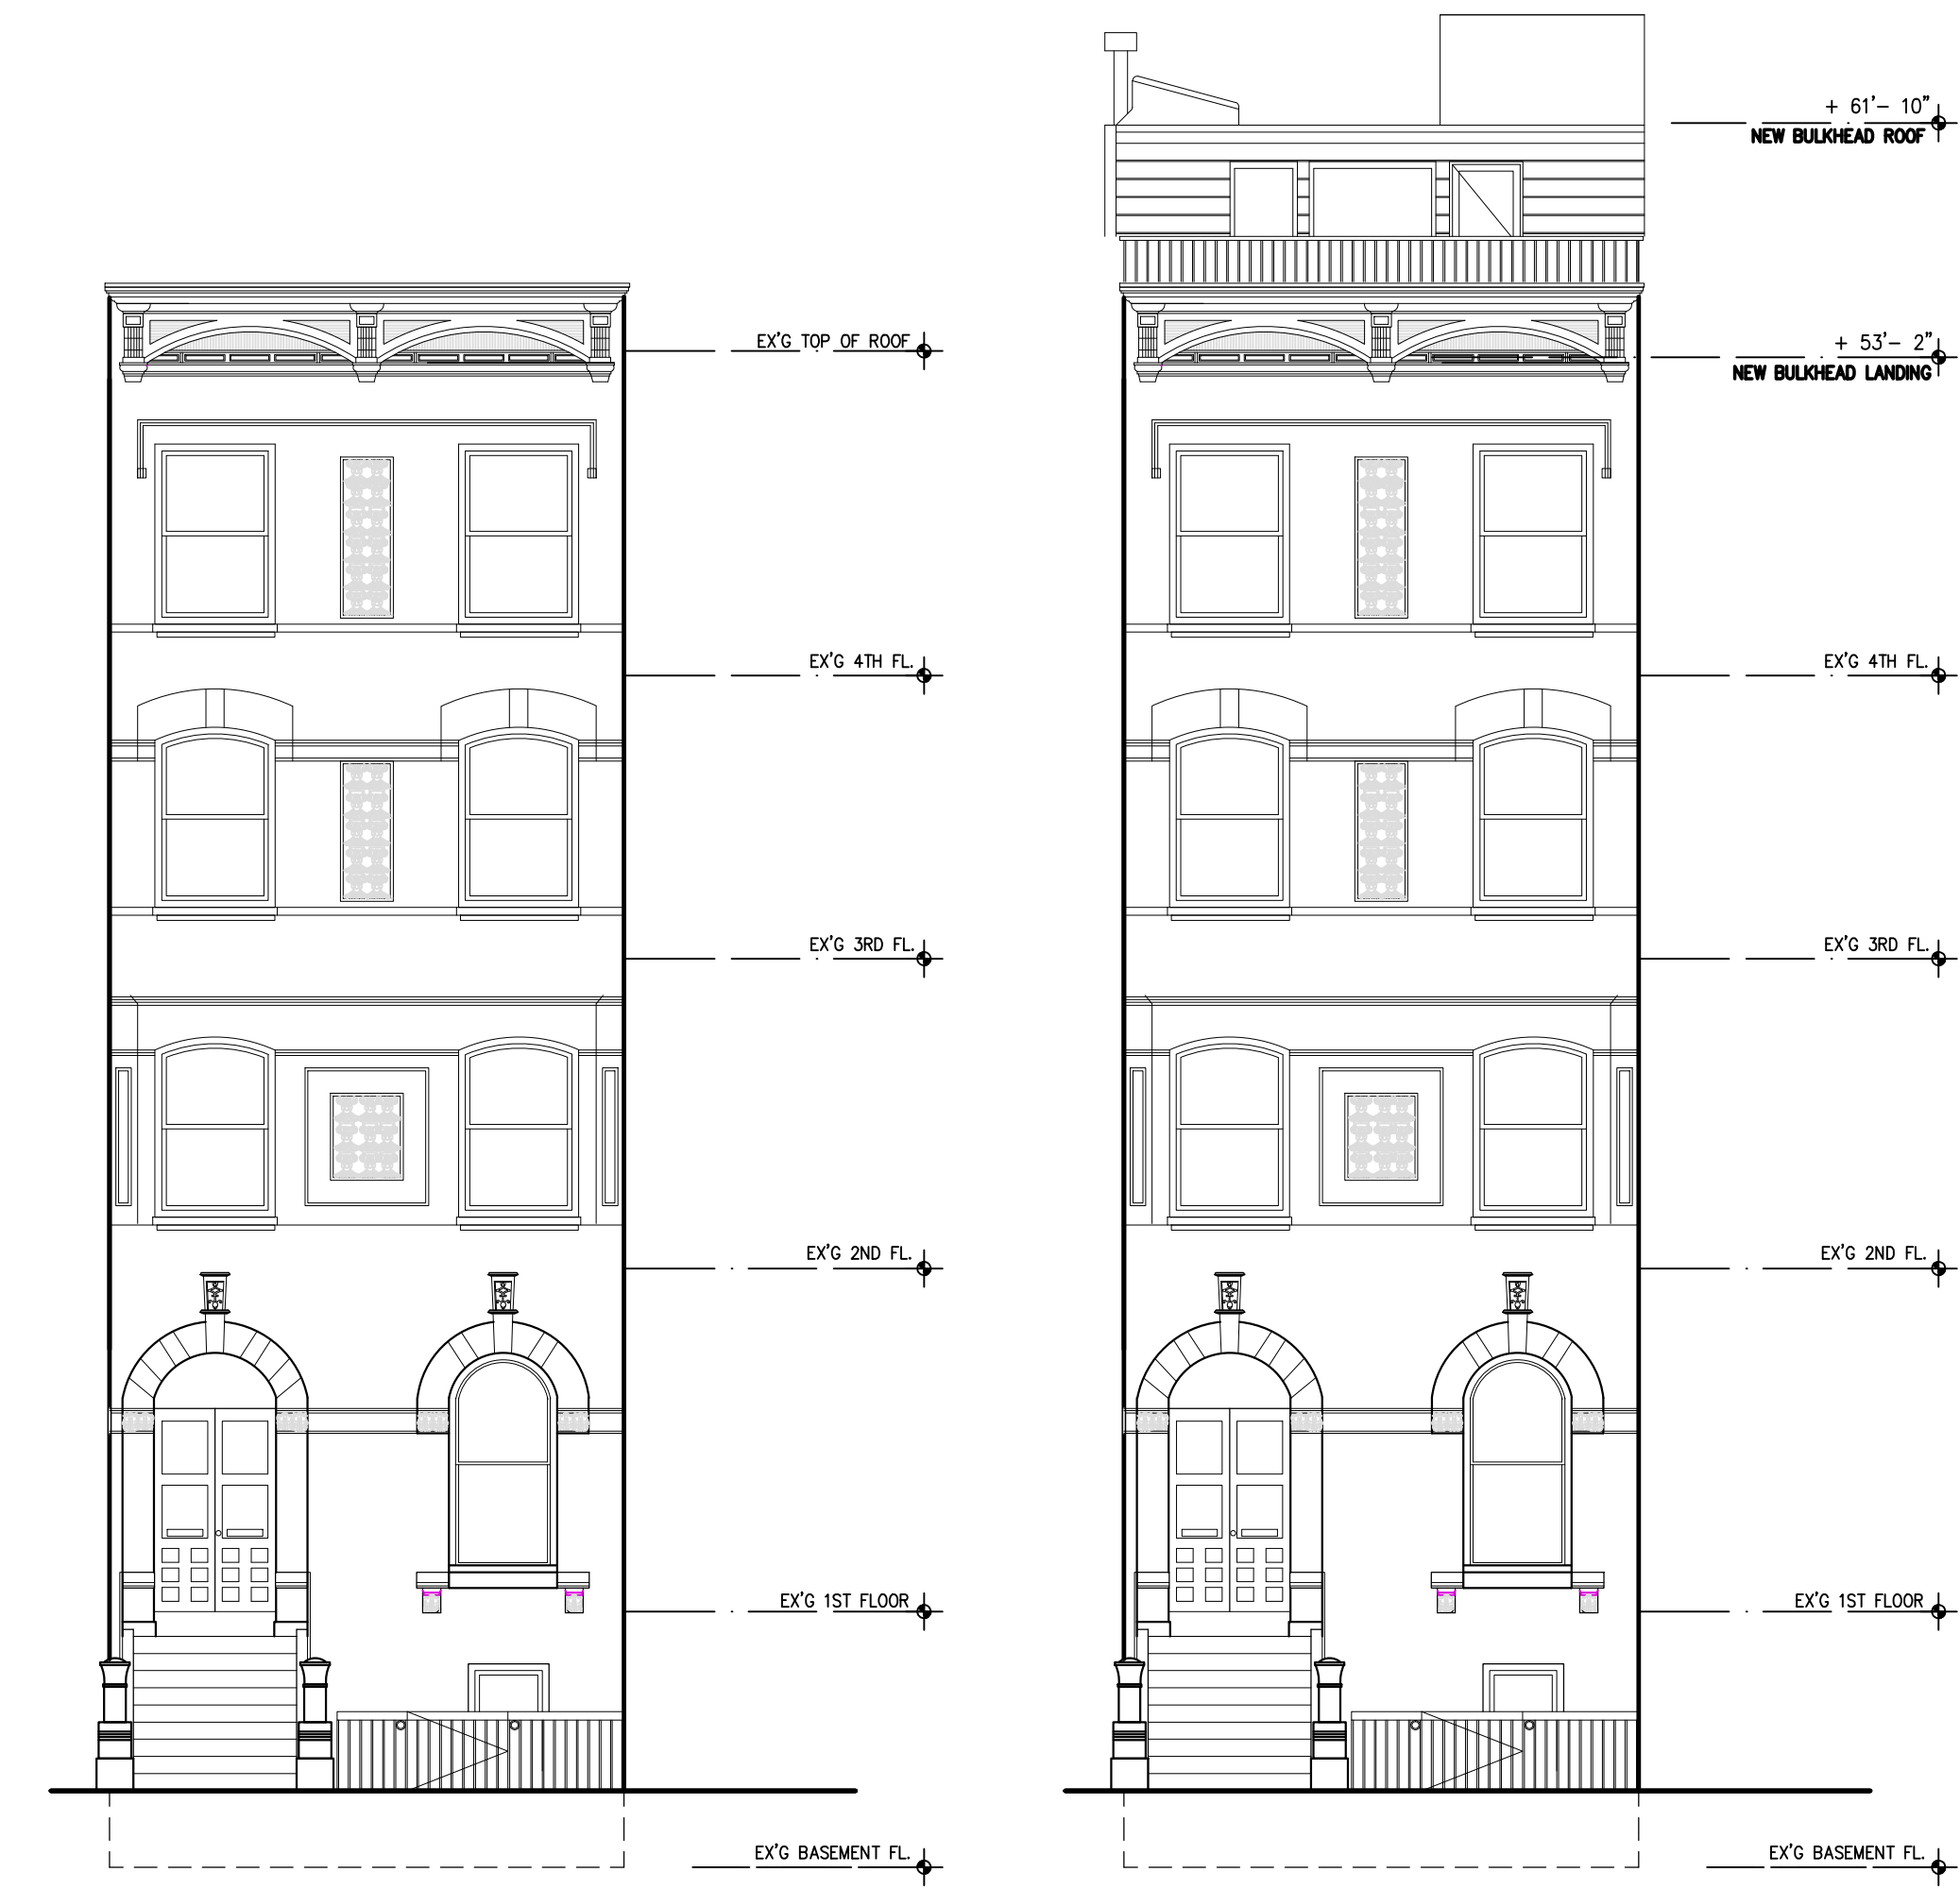 EX'G TOP OF ROOF
EX'G 4TH FL.
EX'G 3RD FL.
EX'G 2ND FL.
EX'G 1ST FLOOR
EX'G BASEMENT FL.
+ 61'- 10"
NEW BULKHEAD ROOF
+ 53'- 2"
NEW BULKHEAD LANDING
EX'G 4TH FL.
EX'G 3RD FL.
EX'G 2ND FL.
EX'G 1ST FLOOR
EX'G BASEMENT FL.